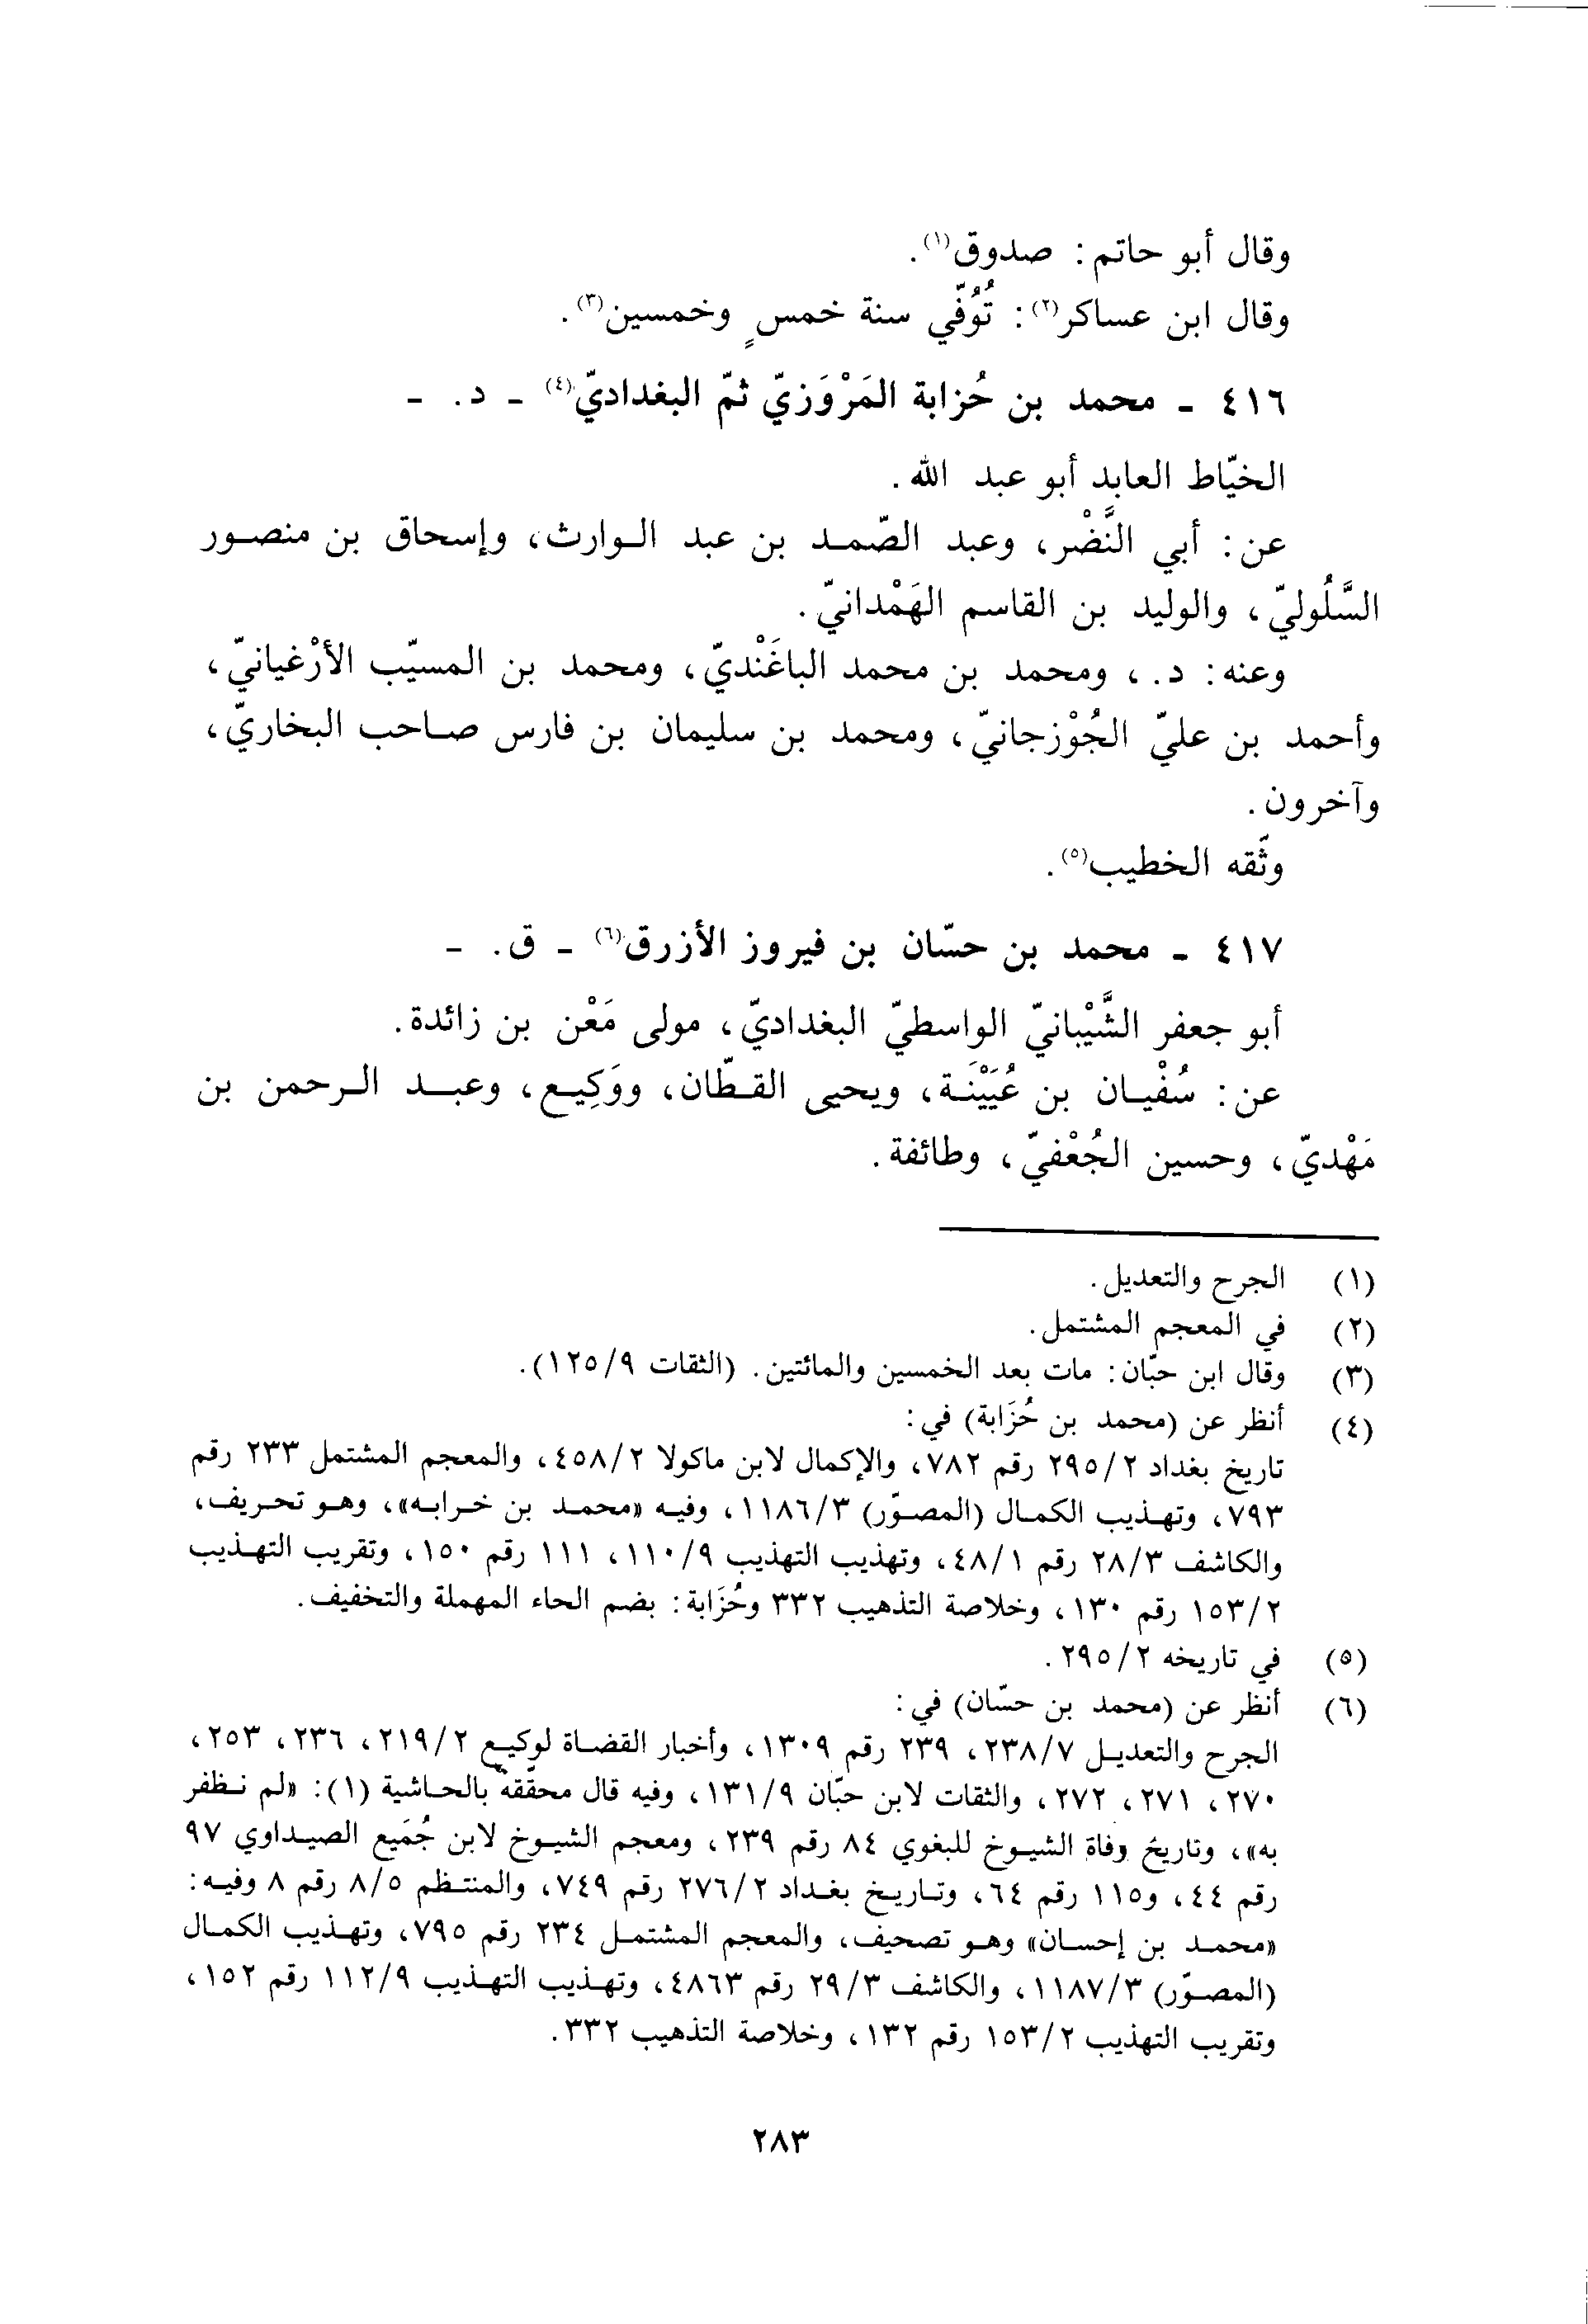 وقال أبو حاتم: صدوق(١).
وقال ابن عساكر(٢): تُوُفّي سنة خمسٍ وخمسين(٣).
٤١٦ - محمد بن حُزابة المَرْوَزيّ ثمّ البغداديّ(٤) - د. -
الخيّاط العابد أبو عبد الله.
عن: أبي النَّضْر، وعبد الصّمد بن عبد الوارث، وإسحاق بن منصور
السَّلُوليّ، والوليد بن القاسم الهَمْدانيّ.
وعنه: د.، ومحمد بن محمد الباغَنْديّ، ومحمد بن المسيّب الأرْغيانيّ،
وأحمد بن عليّ الجُوْزجانيّ، ومحمد بن سليمان بن فارس صاحب البخاريّ،
وآخرون.
وثّقه الخطيب(٥).
٤١٧ - محمد بن حسّان بن فيروز الأزرق(٦) - ق. -
أبو جعفر الشَّيْبانيّ الواسطيّ البغداديّ، مولى مَعْن بن زائدة.
عن: سُفْيان بن عُيَيْنَة، ويحيى القطّان، ووَكِيع، وعبد الرحمن بن
مَهْديّ، وحسين الجُعْفيّ، وطائفة.
(١) الجرح والتعديل.
(٢) في المعجم المشتمل.
(٣) وقال ابن حبّان: مات بعد الخمسين والمائتين. (الثقات ١٢٥/٩).
(٤) أنظر عن (محمد بن حُزَابة) في:
تاريخ بغداد ٢٩٥/٢ رقم ٧٨٢، والإكمال لابن ماكولا ٤٥٨/٢، والمعجم المشتمل ٢٣٣ رقم
٧٩٣، وتهذيب الكمال (المصوّر) ١١٨٦/٣، وفيه «محمد بن خرابه»، وهو تحريف،
والكاشف ٢٨/٣ رقم ٤٨/١، وتهذيب التهذيب ١١٠/٩، ١١١ رقم ١٥٠، وتقريب التهذيب
١٥٣/٢ رقم ١٣٠، وخلاصة التذهيب ٣٣٢ وحُزَابة: بضم الحاء المهملة والتخفيف.
(٥) في تاريخه ٢٩٥/٢.
(٦) أنظر عن (محمد بن حسّان) في:
الجرح والتعديل ٢٣٨/٧، ٢٣٩ رقم ١٣٠٩، وأخبار القضاة لوكيع ٢١٩/٢، ٢٣٦، ٢٥٣،
٢٧٠، ٢٧١، ٢٧٢، والثقات لابن حبّان ١٣١/٩، وفيه قال محقّقه بالحاشية (١): «لم نظفر
به»، وتاريخ وفاة الشيوخ للبغوي ٨٤ رقم ٢٣٩، ومعجم الشيوخ لابن جُمَيع الصيداوي ٩٧
رقم ٤٤، و١١٥ رقم ٦٤، وتاريخ بغداد ٢٧٦/٢ رقم ٧٤٩، والمنتظم ٨/٥ رقم ٨ وفيه:
«محمد بن إحسان» وهو تصحيف، والمعجم المشتمل ٢٣٤ رقم ٧٩٥، وتهذيب الكمال
(المصوّر) ١١٨٧/٣، والكاشف ٢٩/٣ رقم ٤٨٦٣، وتهذيب التهذيب ١١٢/٩ رقم ١٥٢،
وتقريب التهذيب ١٥٣/٢ رقم ١٣٢، وخلاصة التذهيب ٣٣٢.
٢٨٣